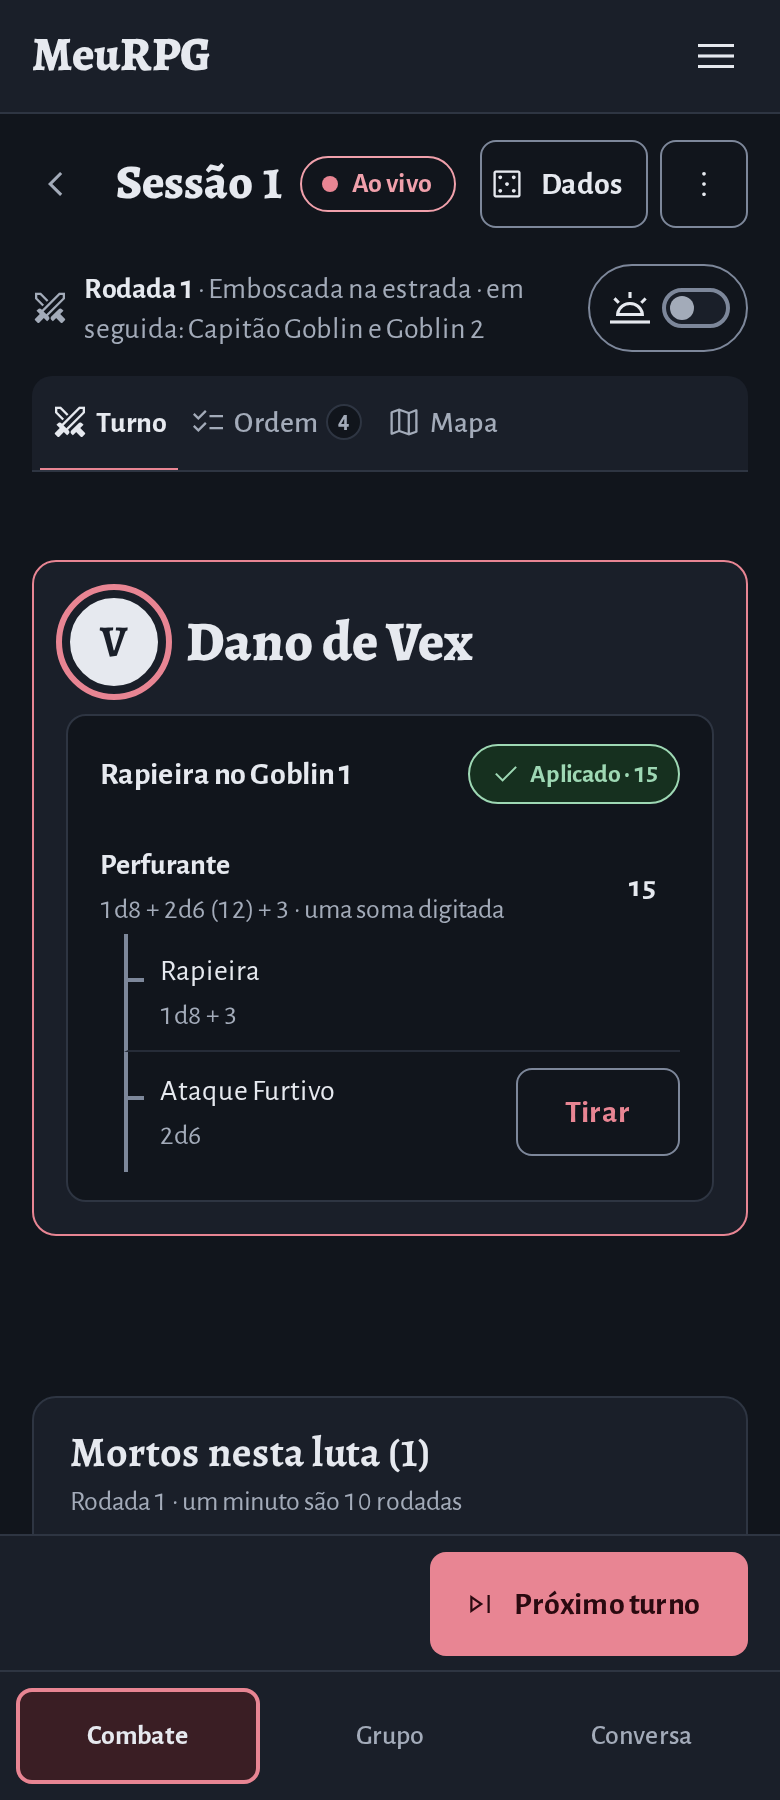 MeuRPG
Sessão 1
Ao vivo
Dados
Rodada 1 · Emboscada na estrada · em
seguida: Capitão Goblin e Goblin 2
Turno
Ordem 4
Mapa
V
Dano de Vex
Rapieira no Goblin 1
Aplicado · 15
Perfurante
15
1d8 + 2d6 (12) + 3 · uma soma digitada
Rapieira
1d8 + 3
Ataque Furtivo
2d6
Tirar
Mortos nesta luta (1)
Rodada 1 · um minuto são 10 rodadas
Próximo turno
Combate
Grupo
Conversa